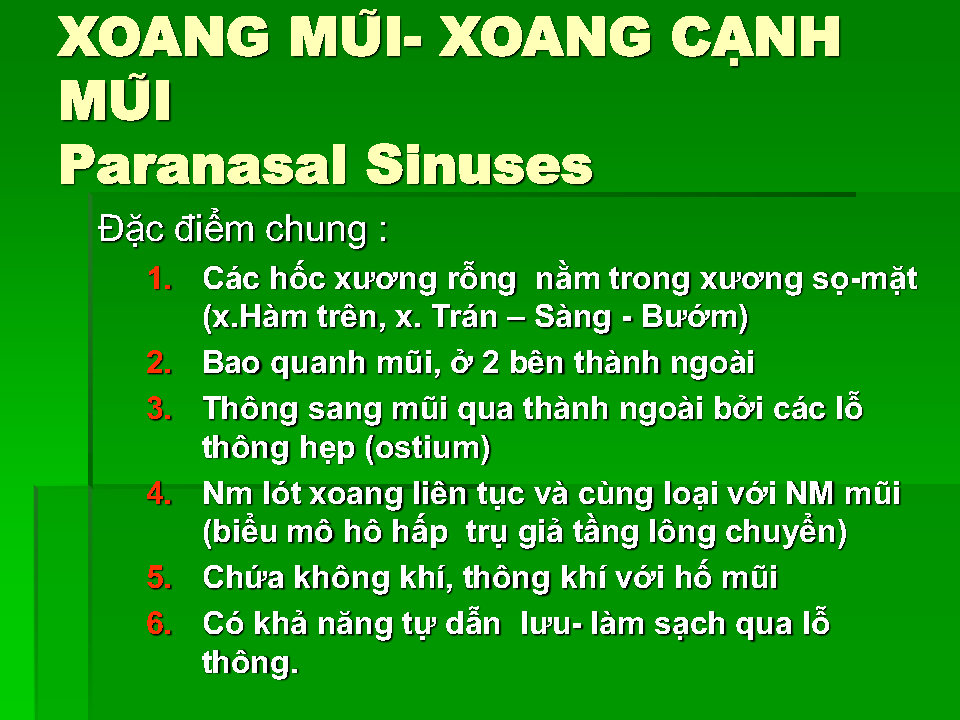 XOANG MŨI- XOANG CẠNH
MŨI
Paranasal Sinuses
Đặc điểm chung :
1. Các hốc xương rỗng nằm trong xương sọ-mặt
(x.Hàm trên, x. Trán – Sàng - Bướm)
2. Bao quanh mũi, ở 2 bên thành ngoài
3. Thông sang mũi qua thành ngoài bởi các lỗ
thông hẹp (ostium)
4. Nm lót xoang liên tục và cùng loại với NM mũi
(biểu mô hô hấp trụ giả tầng lông chuyển)
5. Chứa không khí, thông khí với hố mũi
6. Có khả năng tự dẫn lưu- làm sạch qua lỗ
thông.